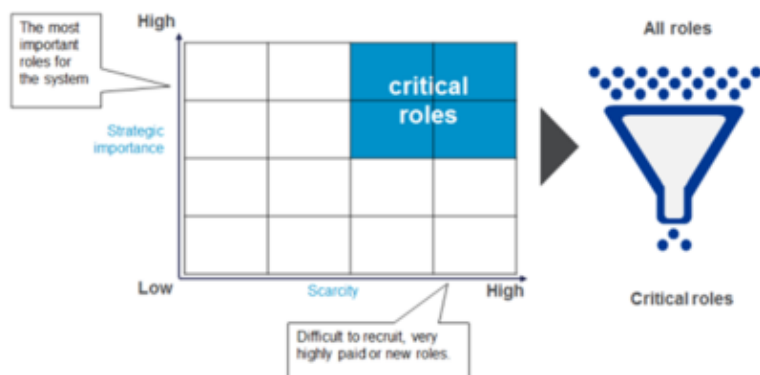 The most
important
roles for
the system
High
Strategic
importance
critical
roles
Low
Scarcity
High
Difficult to recruit, very
highly paid or new roles.
All roles
Critical roles